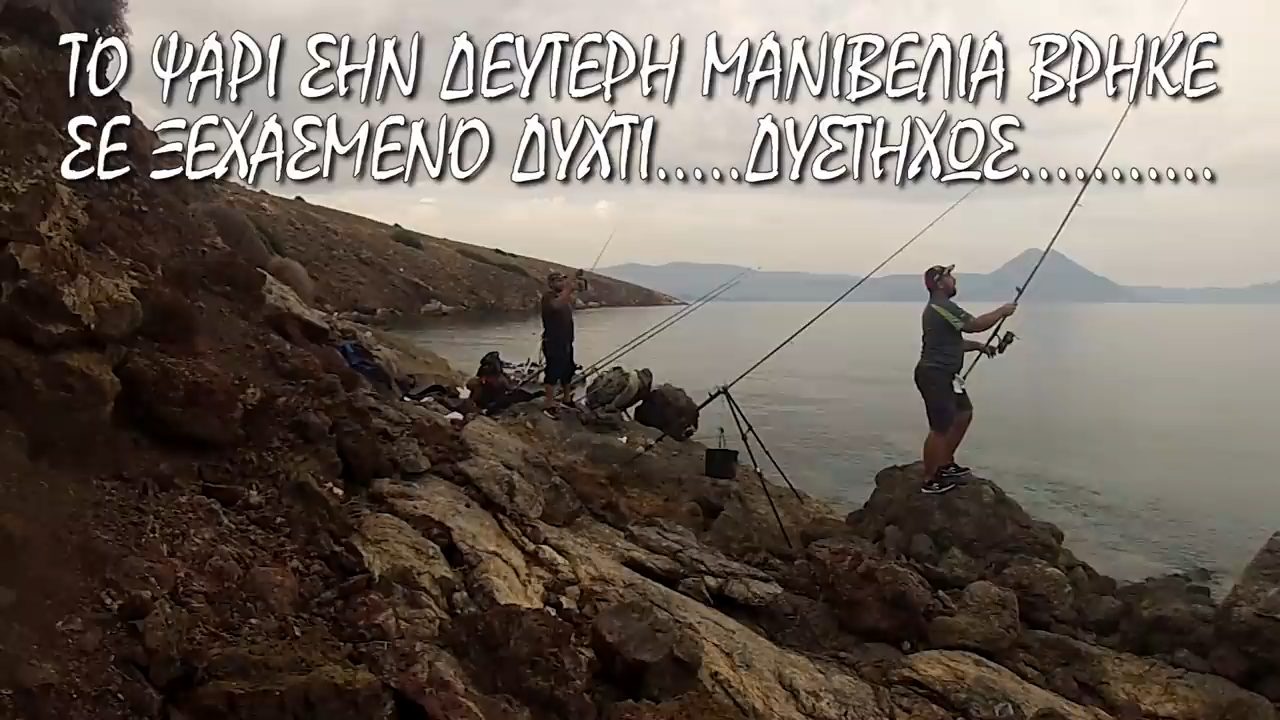 ΤΟ ΨΑΡΙ ΣΗΝ ΔΕΥΤΕΡΗ ΜΑΝΙΒΕΛΙΑ ΒΡΗΚΕ
ΣΕ ΞΕΧΑΣΜΕΝΟ ΔΥΧΤΙ.....ΔΥΣΤΗΧΩΣ...........